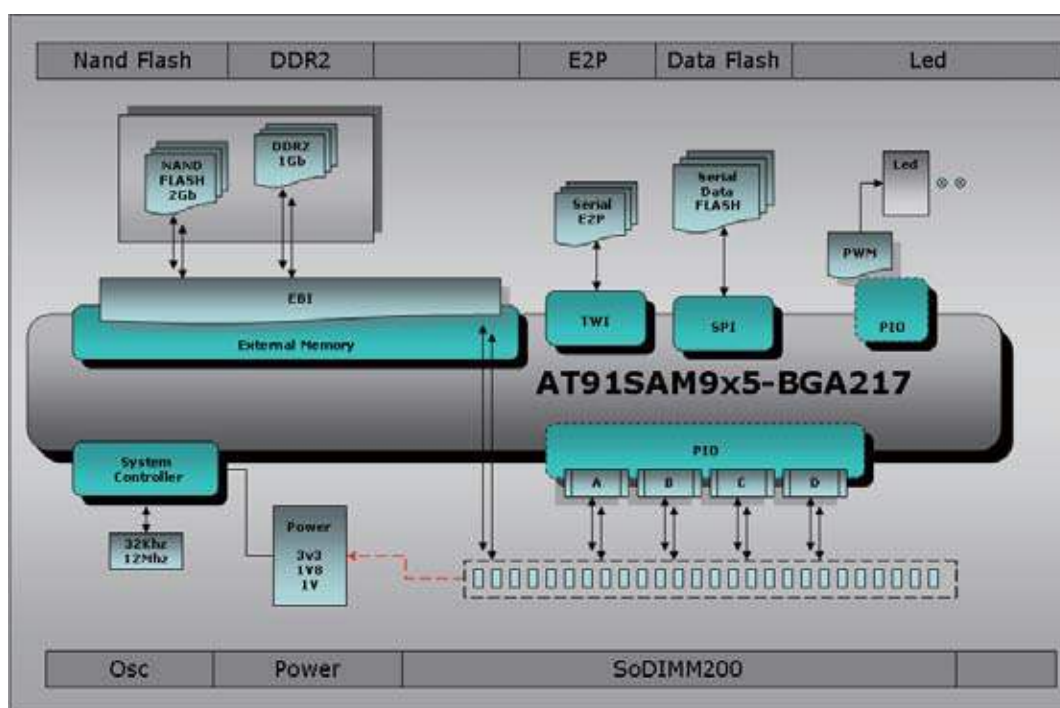 Nand Flash DDR2 E2P Data Flash Led
NAND
FLASH
2Gb
DDR2
1Gb
Serial
E2P
Serial
Data
FLASH
Led
PWM
EBI
External Memory
TWI
SPI
PIO
AT91SAM9x5-BGA217
System
Controller
PIO
A B C D
32Khz
12Mhz
Power
3v3
1V8
1V
Osc Power SoDIMM200